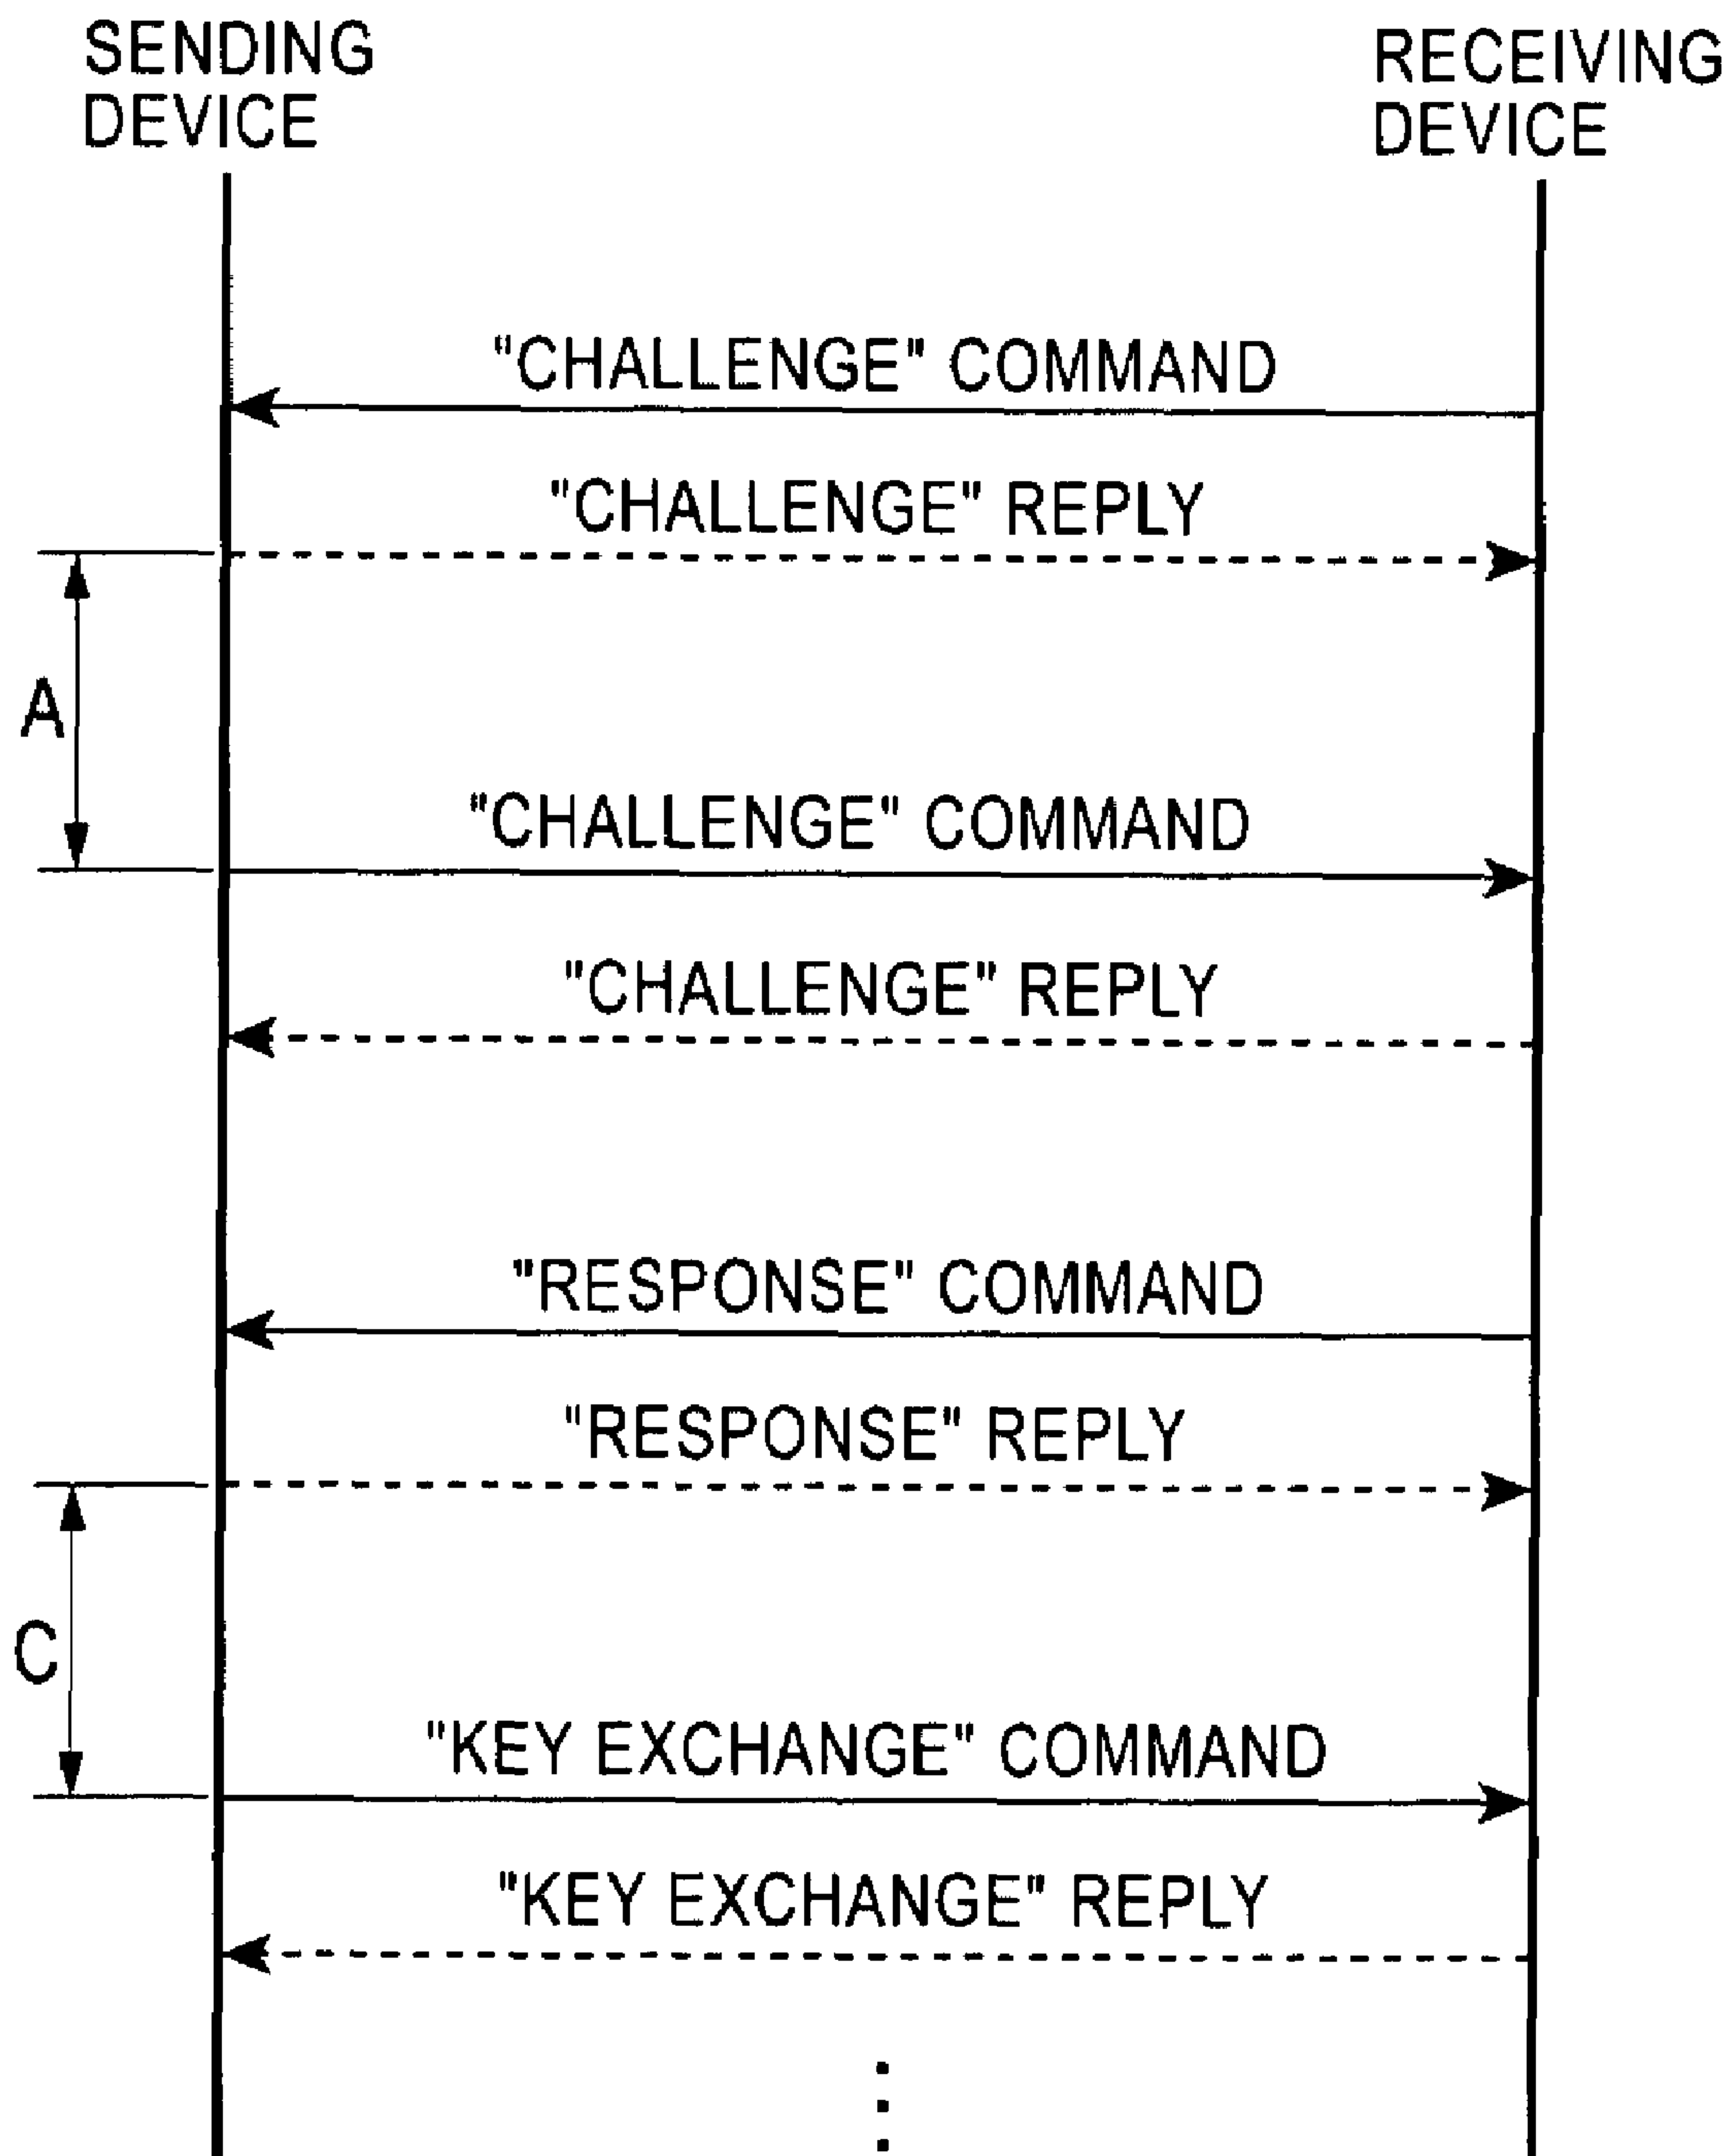 SENDING
DEVICE
RECEIVING
DEVICE
"CHALLENGE" COMMAND
"CHALLENGE" REPLY
A
"CHALLENGE" COMMAND
"CHALLENGE" REPLY
"RESPONSE" COMMAND
"RESPONSE" REPLY
C
"KEY EXCHANGE" COMMAND
"KEY EXCHANGE" REPLY